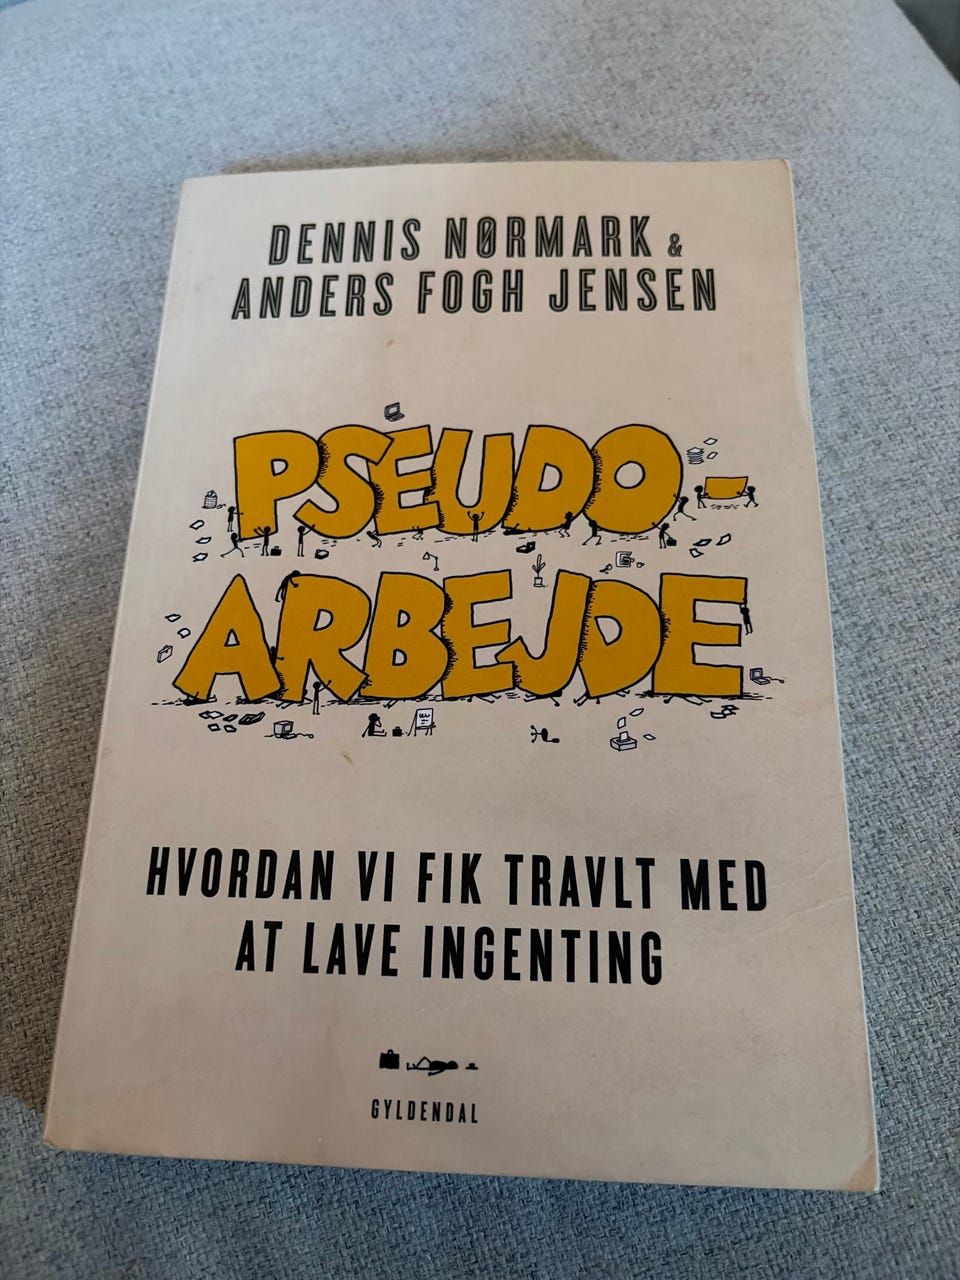 DENNIS NØRMARK &
ANDERS FOGH JENSEN
PSEUDO
ARBEJDE
HVORDAN VI FIK TRAVLT MED
AT LAVE INGENTING
GYLDENDAL